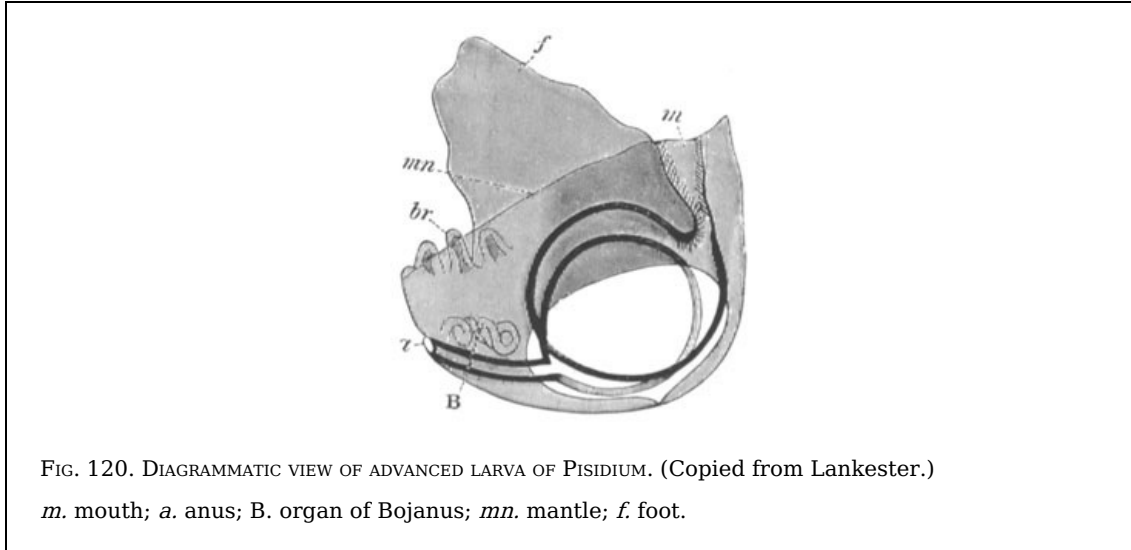 f
m
mn
br
τ
B
FIG. 120. DIAGRAMMATIC VIEW OF ADVANCED LARVA OF PISIDIUM. (Copied from Lankester.)
m. mouth; a. anus; B. organ of Bojanus; mn. mantle; f. foot.